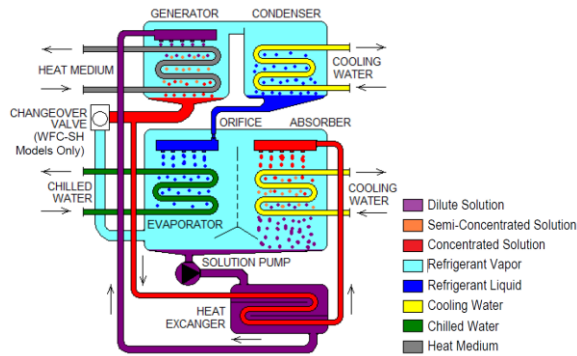 GENERATOR
CONDENSER
HEAT MEDIUM
COOLING
WATER
CHANGEOVER
VALVE
(WFC-SH
Models Only)
ORIFICE
ABSORBER
CHILLED
WATER
COOLING
WATER
EVAPORATOR
SOLUTION PUMP
HEAT
EXCANGER
Dilute Solution
Semi-Concentrated Solution
Concentrated Solution
Refrigerant Vapor
Refrigerant Liquid
Cooling Water
Chilled Water
Heat Medium